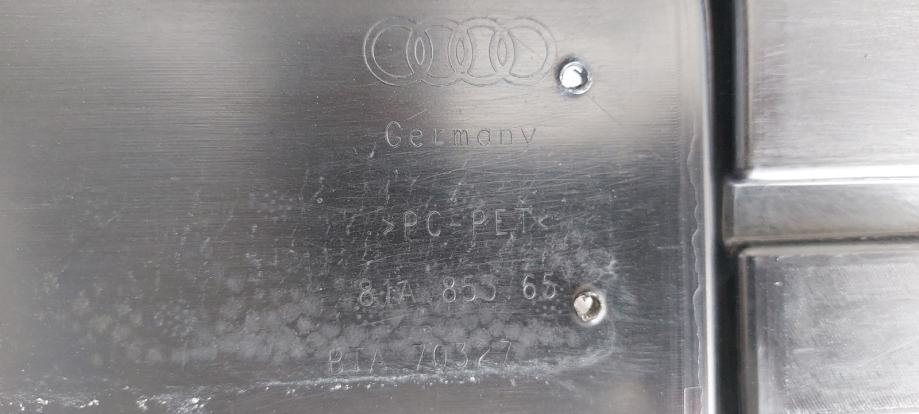 Germany
>PC-PET<
81A 853 65
BTA 70327